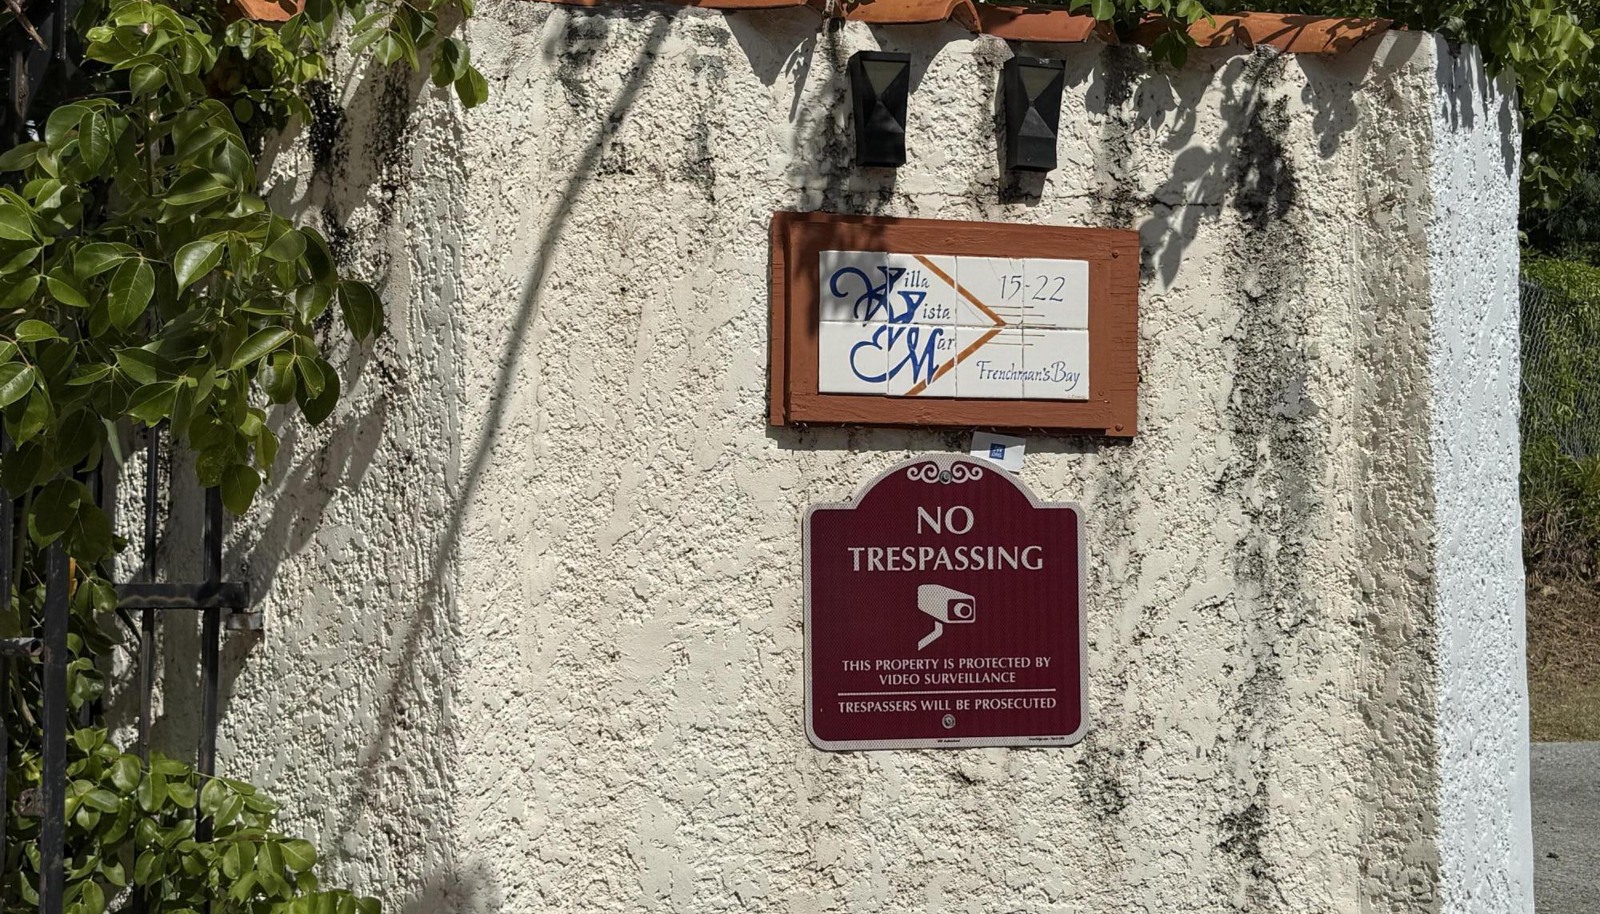 Villa
Vista
Mar
15-22
Frenchman's Bay
NO
TRESPASSING
THIS PROPERTY IS PROTECTED BY
VIDEO SURVEILLANCE
TRESPASSERS WILL BE PROSECUTED